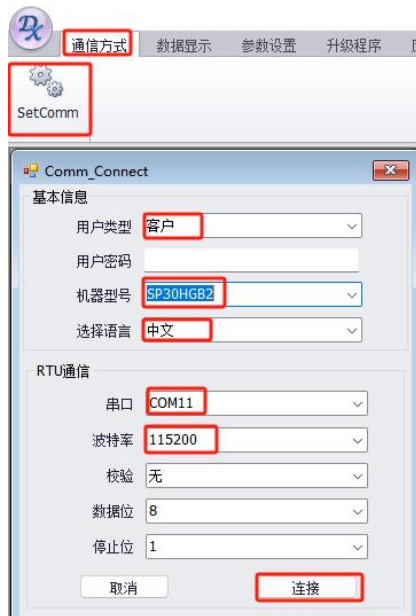 通信方式 数据显示 参数设置 升级程序
SetComm
Comm_Connect
基本信息
用户类型 客户
用户密码
机器型号 SP30HGB2
选择语言 中文
RTU通信
串口 COM11
波特率 115200
校验 无
数据位 8
停止位 1
取消 连接